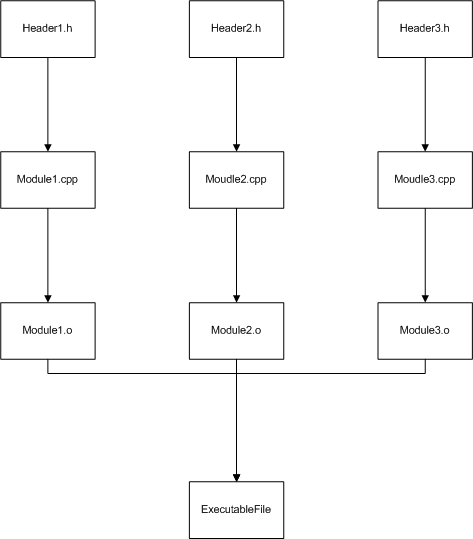 Header1.h
Header2.h
Header3.h
Module1.cpp
Moudle2.cpp
Moudle3.cpp
Module1.o
Module2.o
Module3.o
ExecutableFile